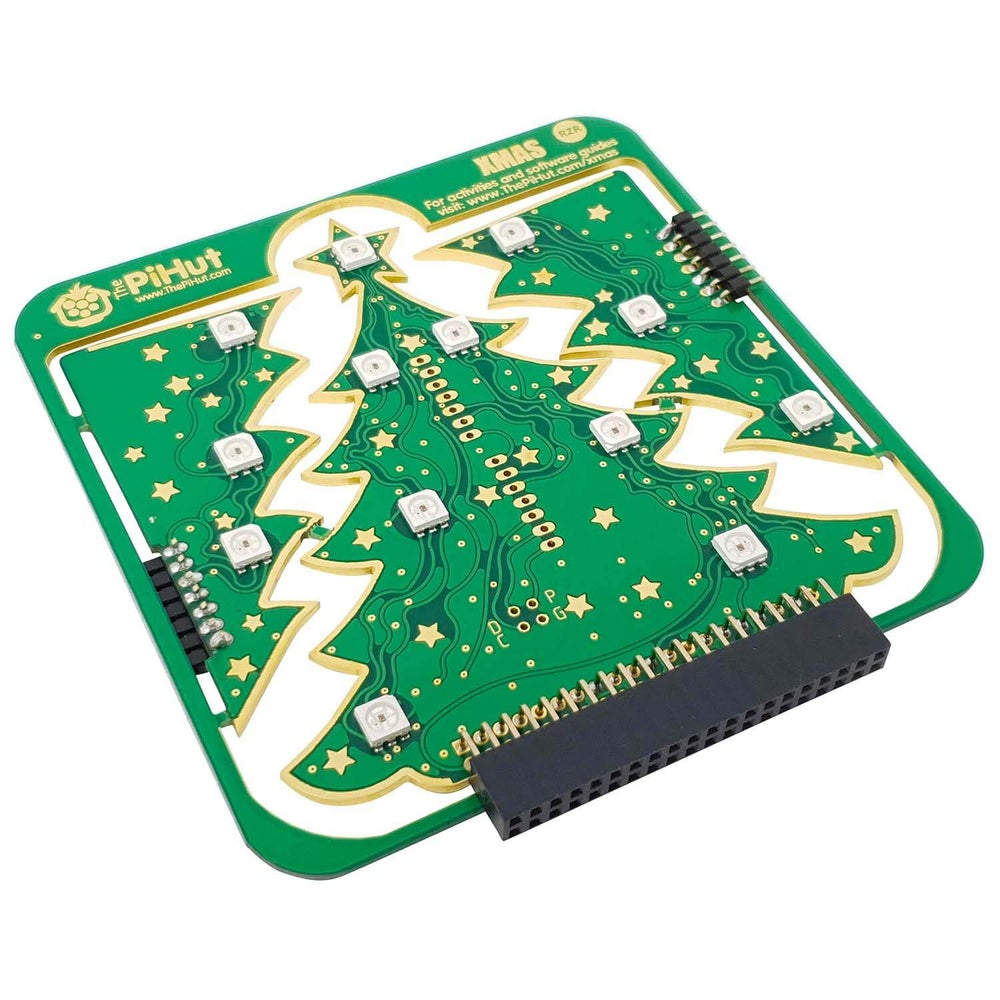 XMAS
RZR
For activities and software guides
visit: www.ThePiHut.com/xmas
The PiHut
www.ThePiHut.com
P
G
D
C